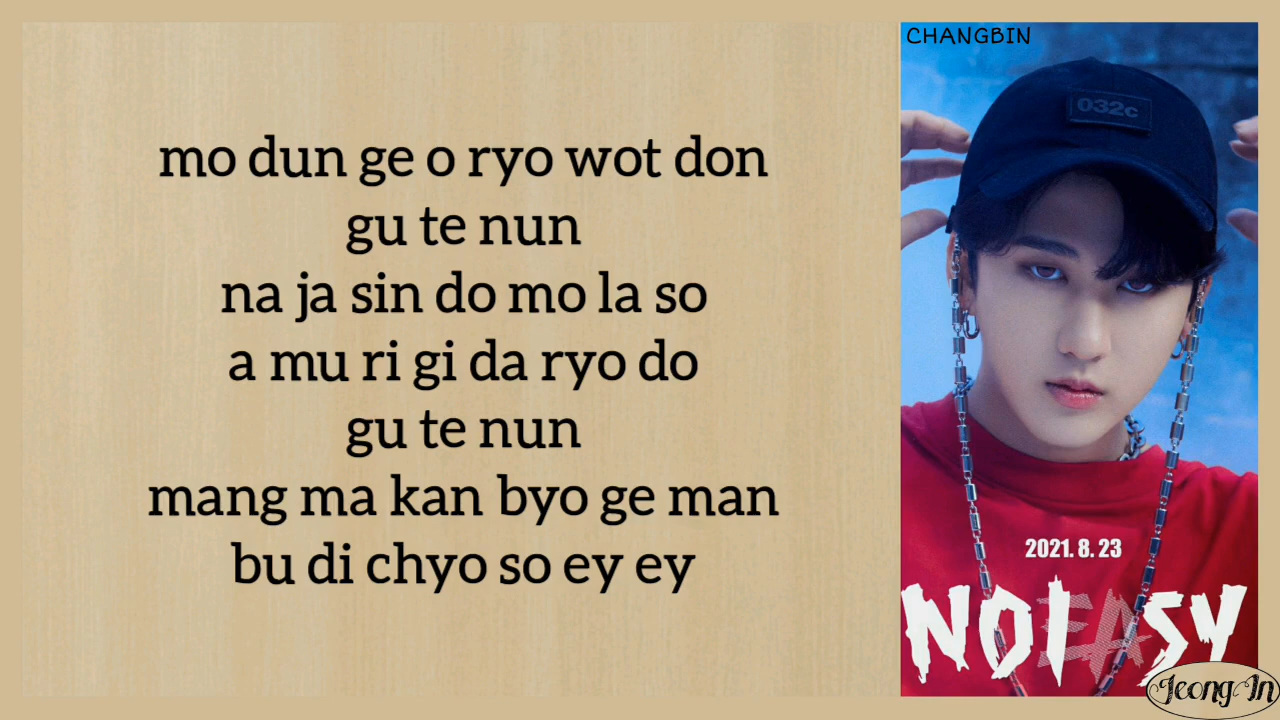 CHANGBIN
032c
mo dun ge o ryo wot don
gu te nun
na ja sin do mo la so
a mu ri gi da ryo do
gu te nun
mang ma kan byo ge man
bu di chyo so ey ey
2021. 8. 23
NOEASY
Jeong In